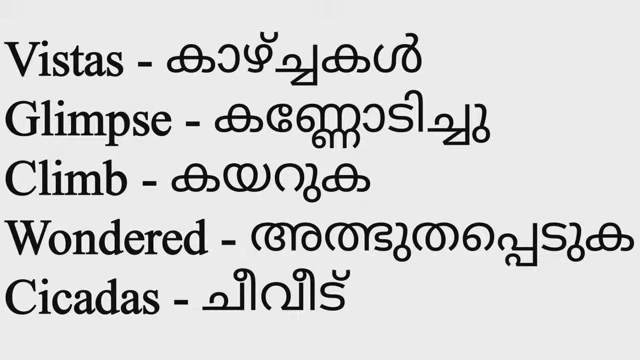 Vistas - കാഴ്ച്ചകൾ
Glimpse - കണ്ണോടിച്ചു
Climb - കയറുക
Wondered - അത്ഭുതപ്പെടുക
Cicadas - ചീവീട്